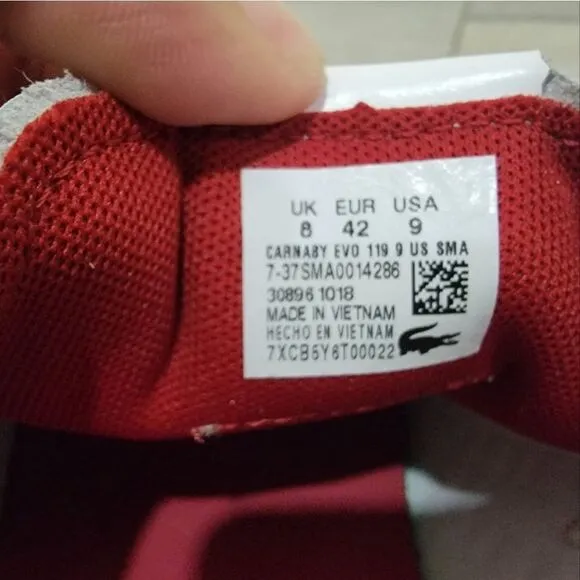 UK EUR USA
8 42 9
CARNABY EVO 119 9 US SMA
7-37SMA0014286
30896 1018
MADE IN VIETNAM
HECHO EN VIETNAM
7XCB5Y6T00022